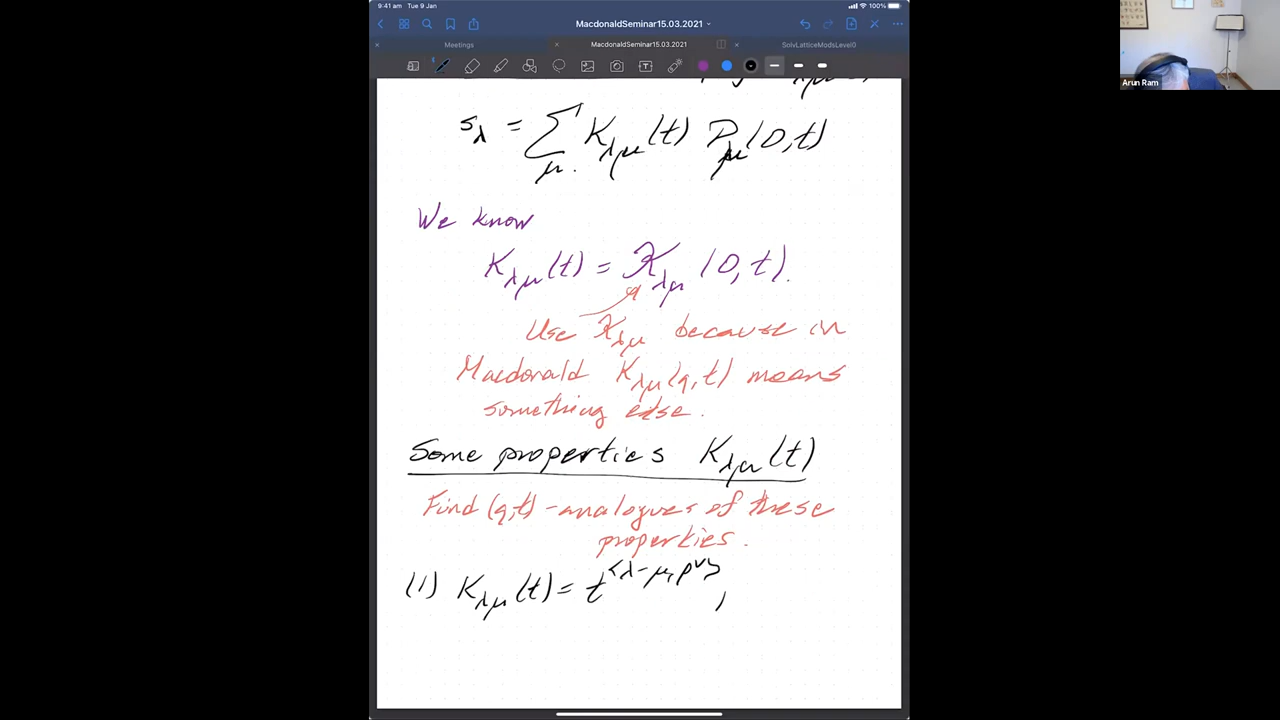 9:41 am Tue 9 Jan
100%
MacdonaldSeminar15.03.2021
Meetings
MacdonaldSeminar15.03.2021
SolvLatticeModsLevel0
Arun Ram
s_λ = Σ_μ K_λμ(t) P_μ(0,t)
We know
K_λμ(t) = 𝒦_λμ(0,t).
Use 𝒦_λμ because in
Macdonald K_λμ(q,t) means
something else.
Some properties K_λμ(t)
Find (q,t)-analogues of these
properties.
(1) K_λμ(t) = t^<λ-μ,ρ^∨>,